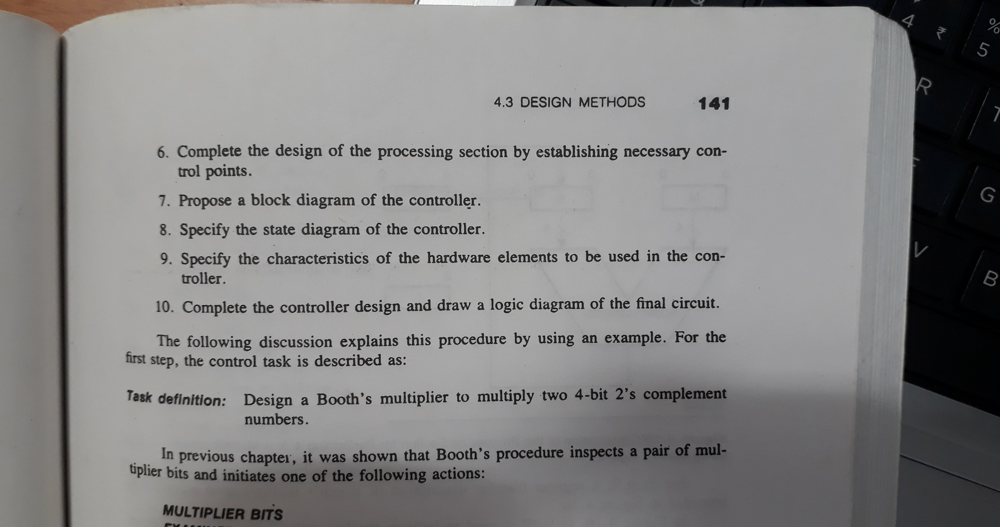 4.3 DESIGN METHODS 141
6. Complete the design of the processing section by establishing necessary con-
trol points.
7. Propose a block diagram of the controller.
8. Specify the state diagram of the controller.
9. Specify the characteristics of the hardware elements to be used in the con-
troller.
10. Complete the controller design and draw a logic diagram of the final circuit.
The following discussion explains this procedure by using an example. For the
first step, the control task is described as:
Task definition: Design a Booth's multiplier to multiply two 4-bit 2's complement
numbers.
In previous chapter, it was shown that Booth's procedure inspects a pair of mul-
tiplier bits and initiates one of the following actions:
MULTIPLIER BITS
4 ₹
%
5
R
T
G
V
B